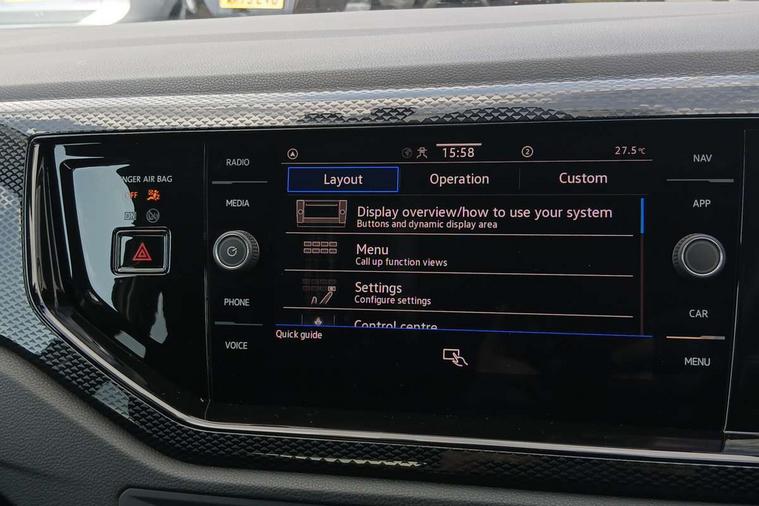 15:58
2
27.5°C
RADIO
NAV
Layout
Operation
Custom
NGER AIR BAG
OFF
ON
MEDIA
APP
Display overview/how to use your system
Buttons and dynamic display area
Menu
Call up function views
Settings
Configure settings
PHONE
CAR
Control centre
Quick guide
VOICE
MENU